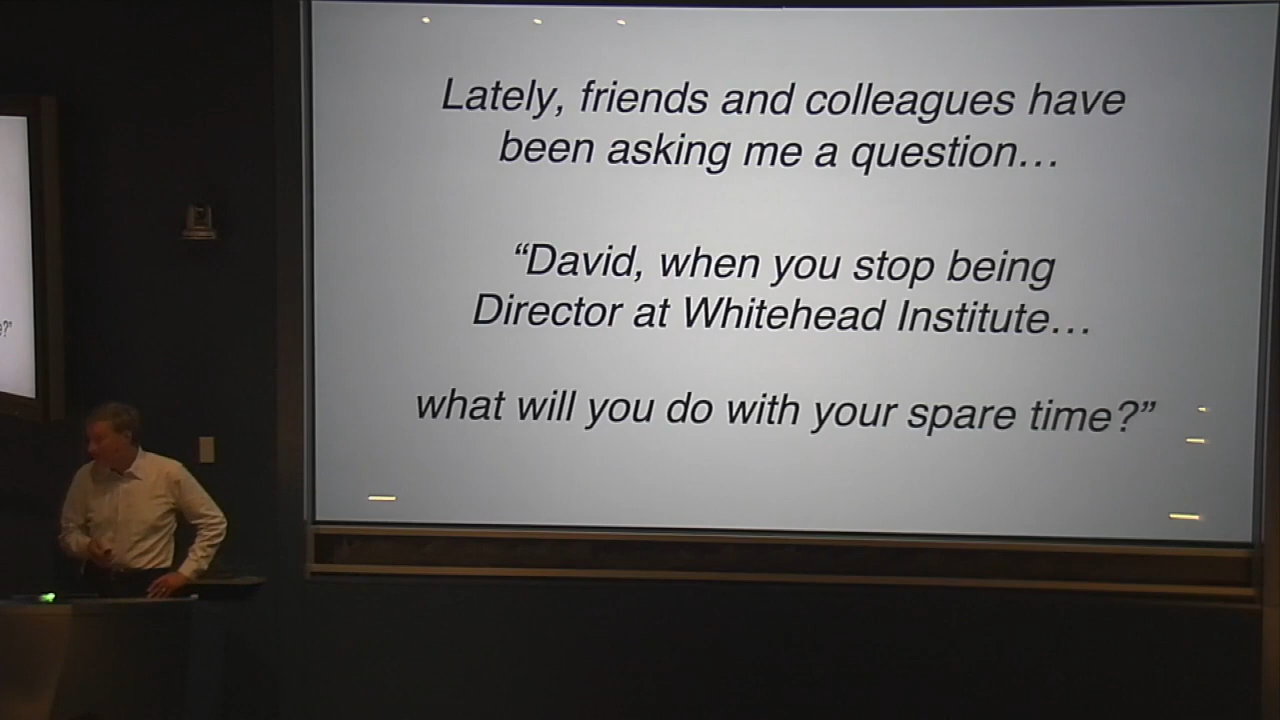 Lately, friends and colleagues have
been asking me a question…
“David, when you stop being
Director at Whitehead Institute…
what will you do with your spare time?”
e?”